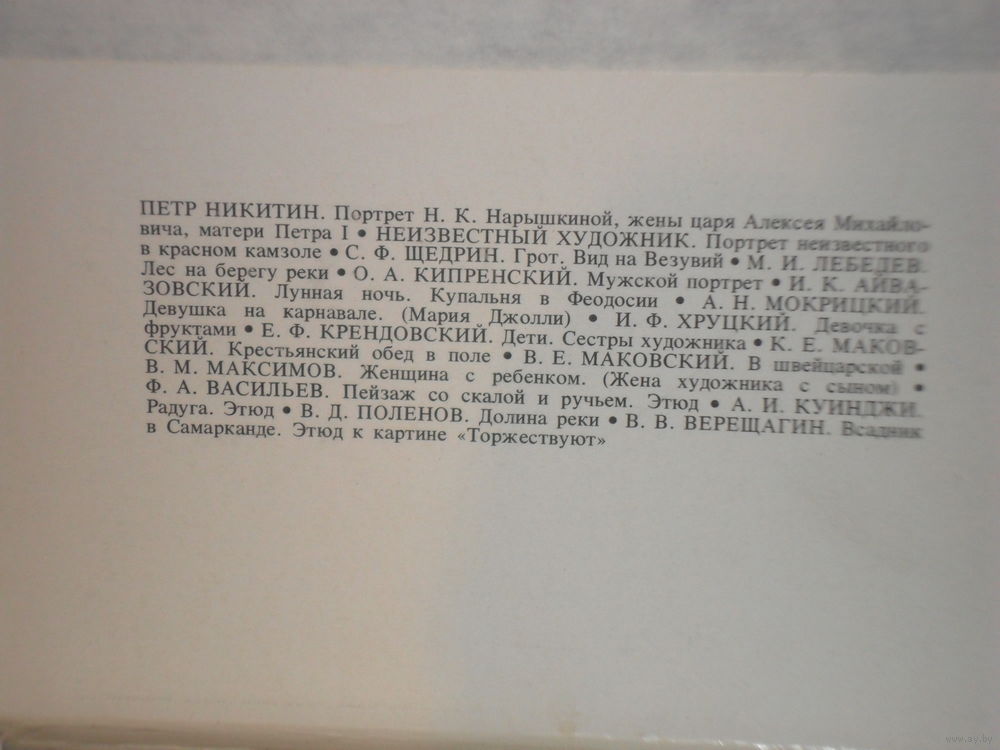 ПЕТР НИКИТИН. Портрет Н. К. Нарышкиной, жены царя Алексея Михайло-
вича, матери Петра I • НЕИЗВЕСТНЫЙ ХУДОЖНИК. Портрет неизвестного
в красном камзоле • С. Ф. ЩЕДРИН. Грот. Вид на Везувий • М. И. ЛЕБЕДЕВ.
Лес на берегу реки • О. А. КИПРЕНСКИЙ. Мужской портрет • И. К. АЙВА-
ЗОВСКИЙ. Лунная ночь. Купальня в Феодосии • А. Н. МОКРИЦКИЙ.
Девушка на карнавале. (Мария Джолли) • И. Ф. ХРУЦКИЙ. Девочка с
фруктами • Е. Ф. КРЕНДОВСКИЙ. Дети. Сестры художника • К. Е. МАКОВ-
СКИЙ. Крестьянский обед в поле • В. Е. МАКОВСКИЙ. В швейцарской •
В. М. МАКСИМОВ. Женщина с ребенком. (Жена художника с сыном) •
Ф. А. ВАСИЛЬЕВ. Пейзаж со скалой и ручьем. Этюд • А. И. КУИНДЖИ.
Радуга. Этюд • В. Д. ПОЛЕНОВ. Долина реки • В. В. ВЕРЕЩАГИН. Всадник
в Самарканде. Этюд к картине «Торжествуют»
www.ay.by